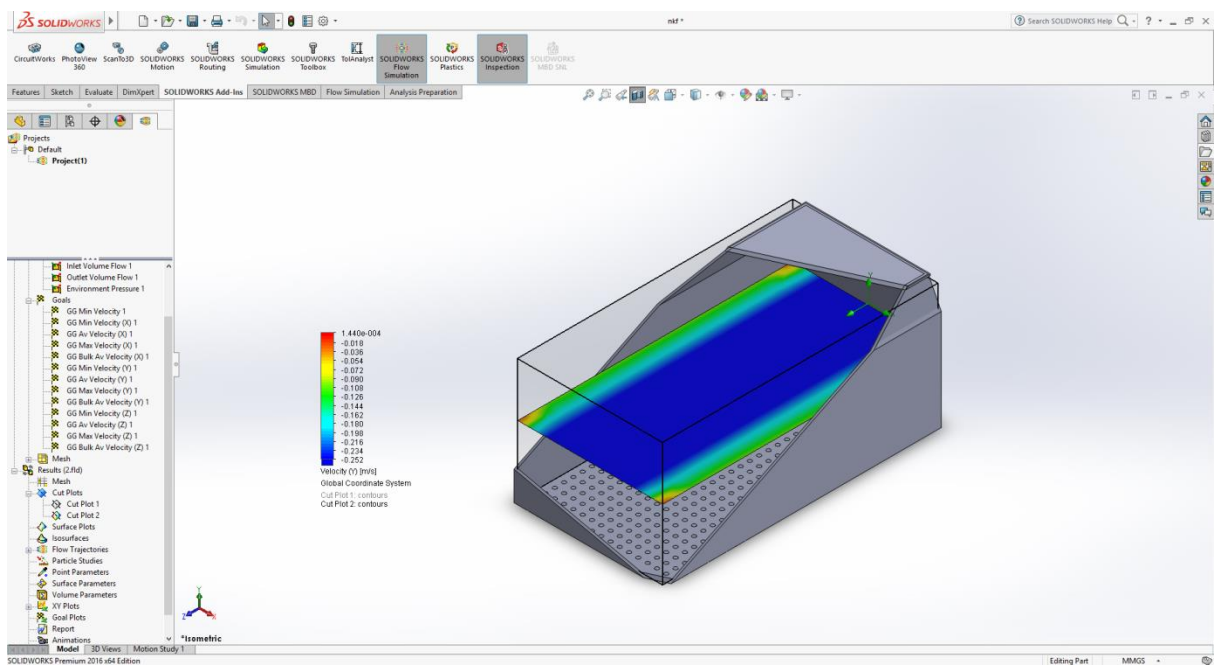 SOLIDWORKS
nkf *
Search SOLIDWORKS Help
CircuitWorks
PhotoView 360
ScanTo3D
SOLIDWORKS Motion
SOLIDWORKS Routing
SOLIDWORKS Simulation
SOLIDWORKS Toolbox
TolAnalyst
SOLIDWORKS Flow Simulation
SOLIDWORKS Plastics
SOLIDWORKS Inspection
SOLIDWORKS MBD SNL
Features Sketch Evaluate DimXpert SOLIDWORKS Add-Ins SOLIDWORKS MBD Flow Simulation Analysis Preparation
Projects
Default
Project(1)
Inlet Volume Flow 1
Outlet Volume Flow 1
Environment Pressure 1
Goals
GG Min Velocity 1
GG Min Velocity (X) 1
GG Av Velocity (X) 1
GG Max Velocity (X) 1
GG Bulk Av Velocity (X) 1
GG Min Velocity (Y) 1
GG Av Velocity (Y) 1
GG Max Velocity (Y) 1
GG Bulk Av Velocity (Y) 1
GG Min Velocity (Z) 1
GG Av Velocity (Z) 1
GG Max Velocity (Z) 1
GG Bulk Av Velocity (Z) 1
Mesh
Results (2.fld)
Mesh
Cut Plots
Cut Plot 1
Cut Plot 2
Surface Plots
Isosurfaces
Flow Trajectories
Particle Studies
Point Parameters
Surface Parameters
Volume Parameters
XY Plots
Goal Plots
Report
Animations
1.440e-004
-0.018
-0.036
-0.054
-0.072
-0.090
-0.108
-0.126
-0.144
-0.162
-0.180
-0.198
-0.216
-0.234
-0.252
Velocity (Y) [m/s]
Global Coordinate System
Cut Plot 1: contours
Cut Plot 2: contours
Y
Y
Z
X
*Isometric
Model 3D Views Motion Study 1
SOLIDWORKS Premium 2016 x64 Edition
Editing Part
MMGS